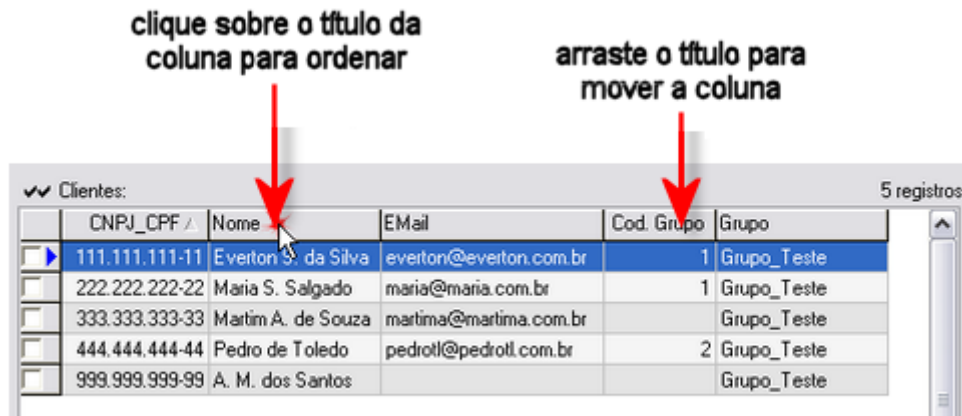 clique sobre o título da
coluna para ordenar
arraste o título para
mover a coluna
Clientes: 5 registros
CNPJ_CPF Nome EMail Cod. Grupo Grupo
111.111.111-11 Everton S. da Silva everton@everton.com.br 1 Grupo_Teste
222.222.222-22 Maria S. Salgado maria@maria.com.br 1 Grupo_Teste
333.333.333-33 Martim A. de Souza martima@martima.com.br Grupo_Teste
444.444.444-44 Pedro de Toledo pedrotl@pedrotl.com.br 2 Grupo_Teste
999.999.999-99 A. M. dos Santos Grupo_Teste